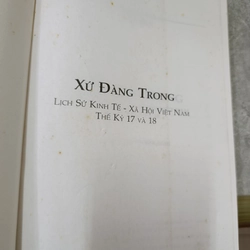 XỨ ĐÀNG TRONG
LỊCH SỬ KINH TẾ - XÃ HỘI VIỆT NAM
THẾ KỶ 17 VÀ 18